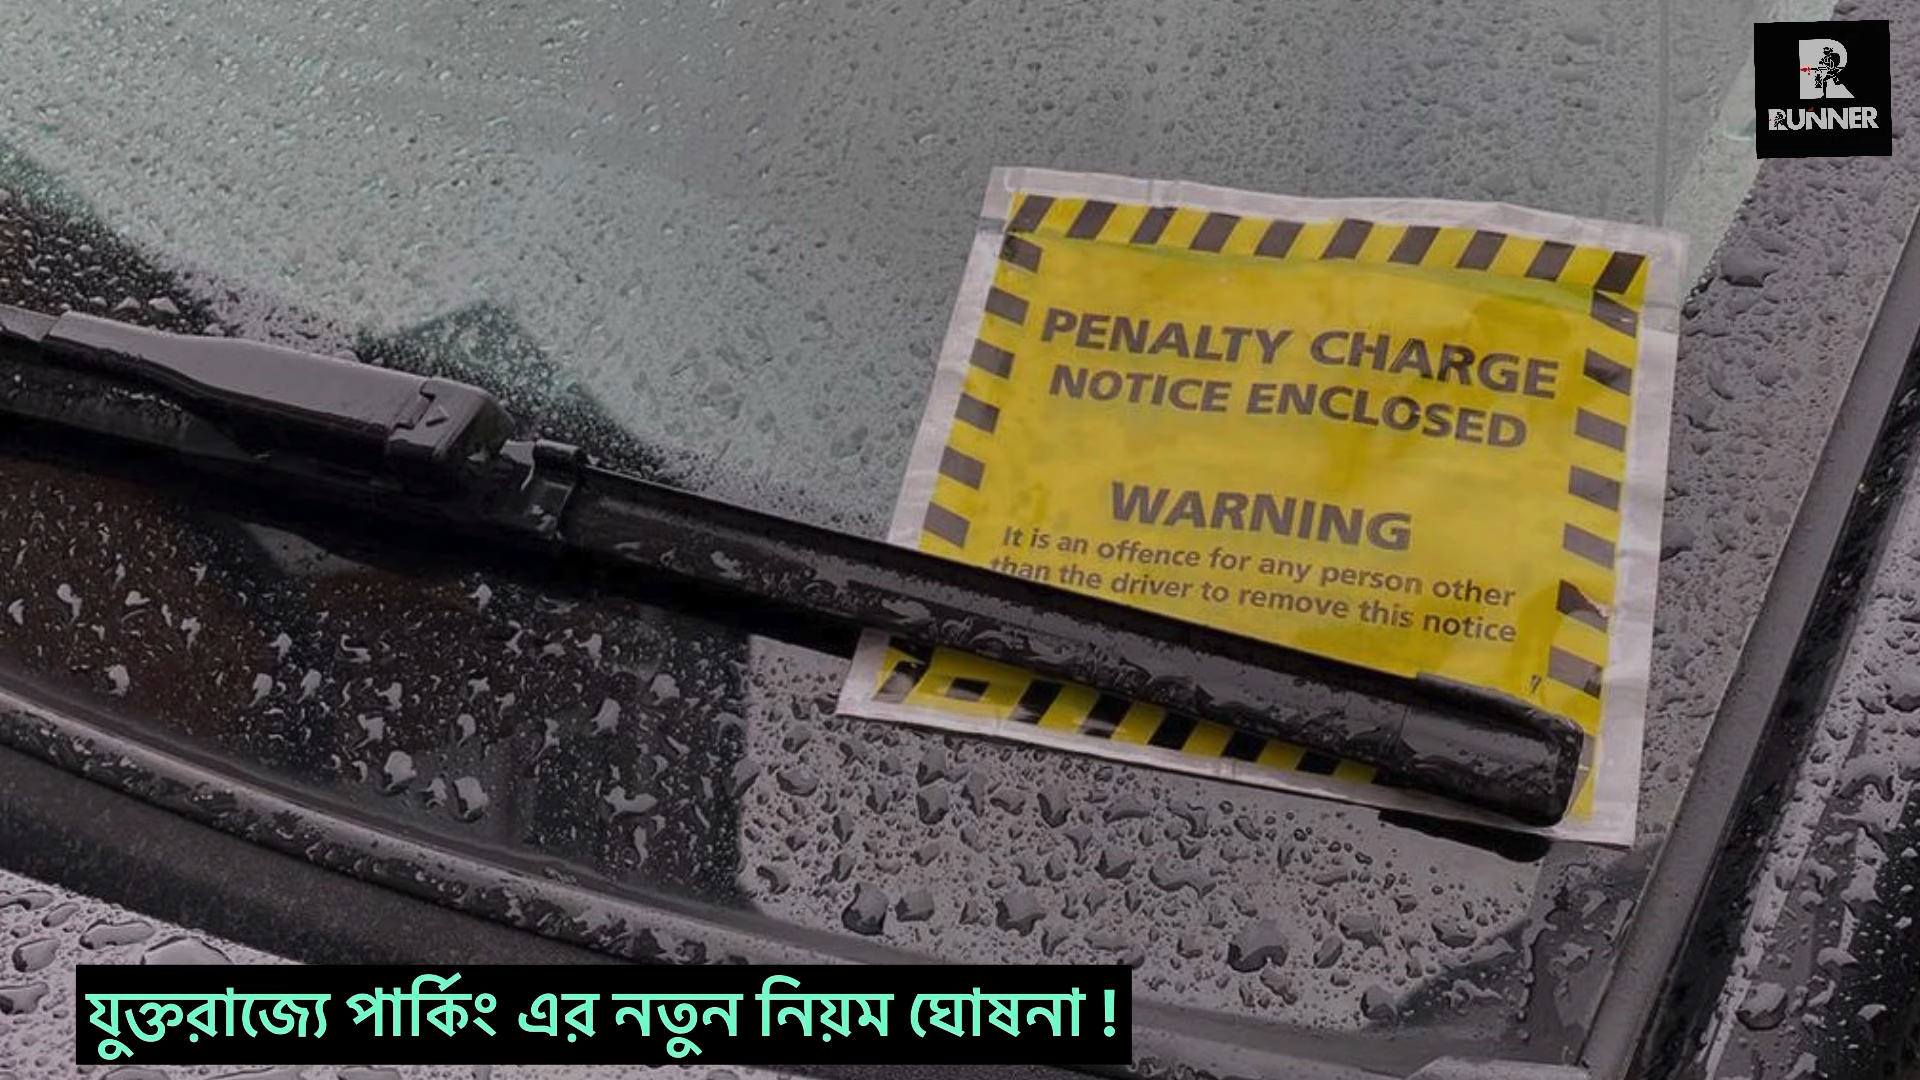 R
RUNNER
PENALTY CHARGE
NOTICE ENCLOSED
WARNING
It is an offence for any person other
than the driver to remove this notice
যুক্তরাজ্যে পার্কিং এর নতুন নিয়ম ঘোষনা !